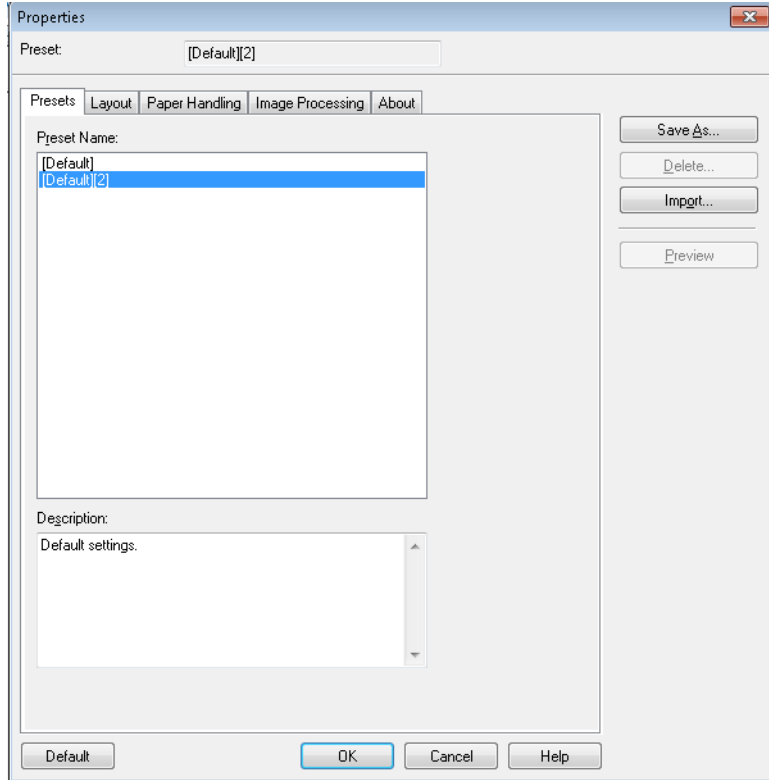 Properties
Preset: [Default][2]
Presets Layout Paper Handling Image Processing About
Preset Name:
[Default]
[Default][2]
Save As...
Delete...
Import...
Preview
Description:
Default settings.
Default OK Cancel Help